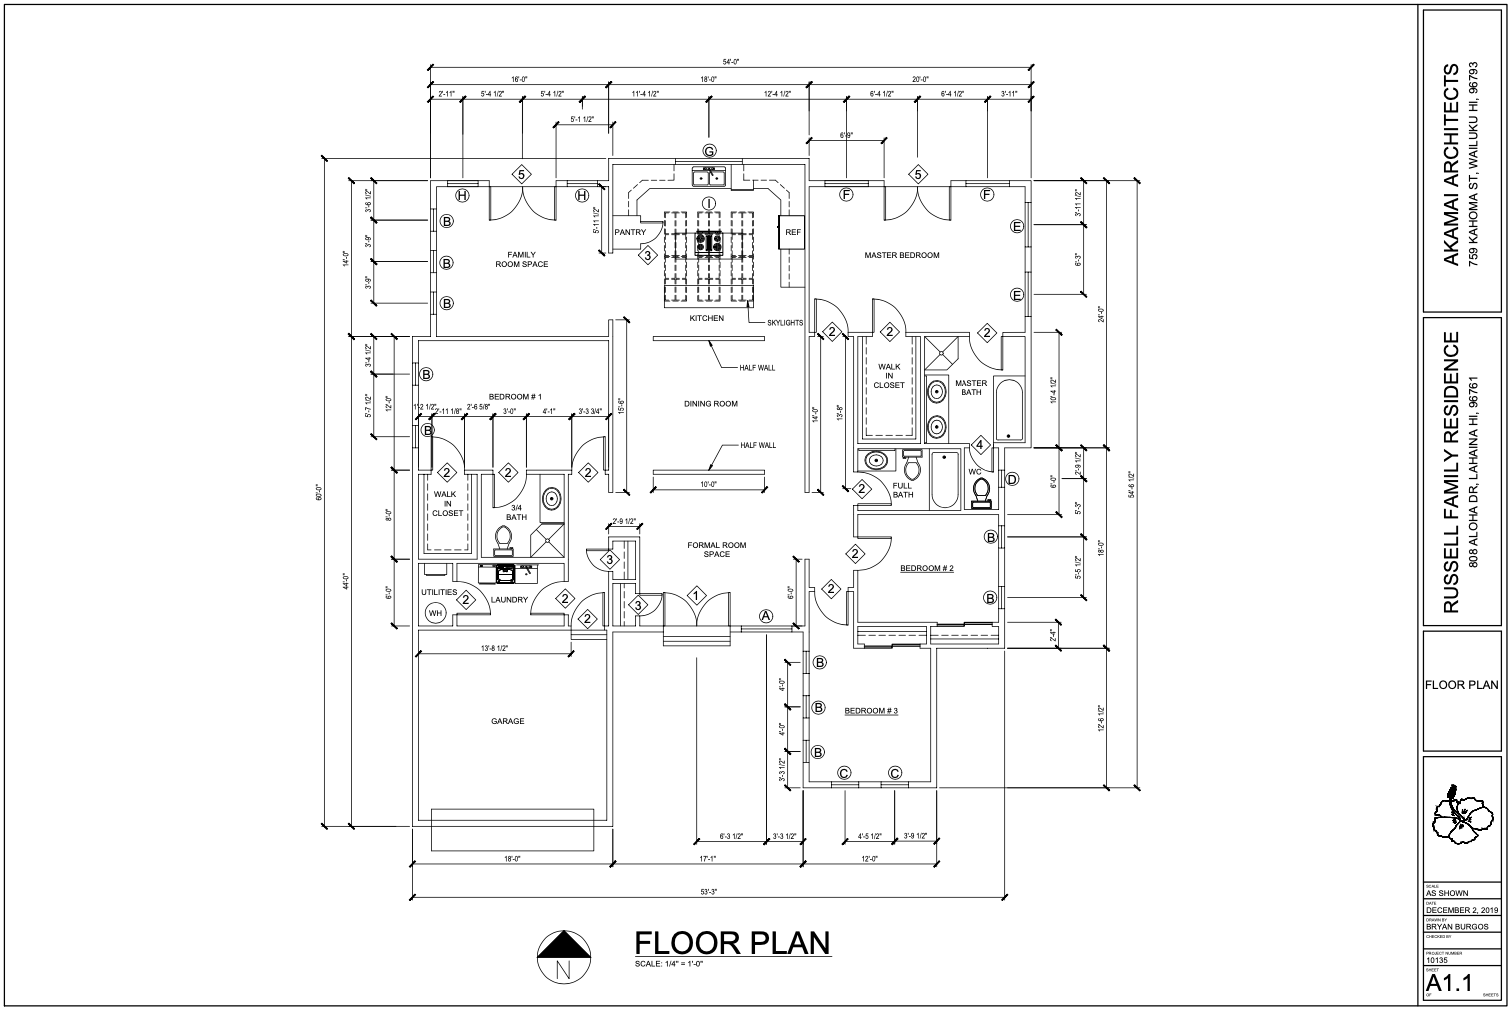 54'-0"
16'-0"
18'-0"
20'-0"
2'-11"
5'-4 1/2"
5'-4 1/2"
11'-4 1/2"
12'-4 1/2"
6'-4 1/2"
6'-4 1/2"
3'-11"
5'-1 1/2"
6'-9"
G
5
5
H
H
F
F
I
B
B
B
E
E
3'-6 1/2"
3'-9"
3'-9"
14'-0"
5'-11 1/2"
PANTRY
3
REF
FAMILY
ROOM SPACE
MASTER BEDROOM
3'-11 1/2"
6'-3"
24'-0"
KITCHEN
SKYLIGHTS
2
2
2
HALF WALL
WALK
IN
CLOSET
MASTER
BATH
10'-4 1/2"
3'-4 1/2"
5'-7 1/2"
12'-0"
B
B
BEDROOM # 1
1'-2 1/2"
2'-11 1/8"
2'-6 5/8"
3'-0"
4'-1"
3'-3 3/4"
15'-6"
DINING ROOM
14'-0"
13'-8"
HALF WALL
4
2
2
2
WALK
IN
CLOSET
3/4
BATH
10'-0"
2
FULL
BATH
WC
D
2'-9 1/2"
6'-0"
5'-3"
54'-6 1/2"
60'-0"
8'-0"
2'-9 1/2"
FORMAL ROOM
SPACE
3
2
B
BEDROOM # 2
5'-5 1/2"
18'-0"
44'-0"
6'-0"
UTILITIES
WH
2
LAUNDRY
2
2
3
1
A
6'-0"
2
B
2'-4"
13'-8 1/2"
GARAGE
B
B
B
4'-0"
4'-0"
3'-3 1/2"
BEDROOM # 3
C
C
12'-6 1/2"
6'-3 1/2"
3'-3 1/2"
4'-5 1/2"
3'-9 1/2"
18'-0"
17'-1"
12'-0"
53'-3"
N
FLOOR PLAN
SCALE: 1/4" = 1'-0"
AKAMAI ARCHITECTS
759 KAHOMA ST, WAILUKU HI, 96793
RUSSELL FAMILY RESIDENCE
808 ALOHA DR, LAHAINA HI, 96761
FLOOR PLAN
SCALE
AS SHOWN
DATE
DECEMBER 2, 2019
DRAWN BY
BRYAN BURGOS
CHECKED BY
PROJECT NUMBER
10135
SHEET
A1.1
OF
SHEETS